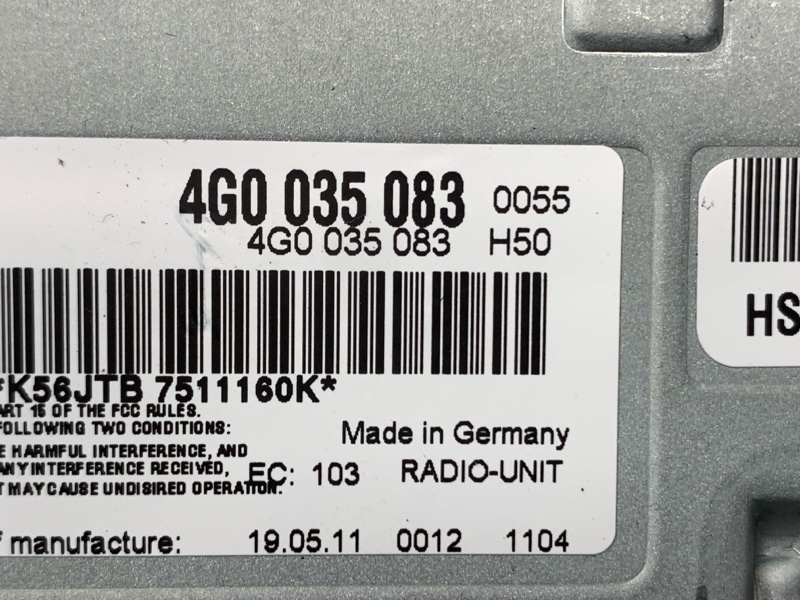 4G0 035 083 0055
4G0 035 083 H50
HS
*K56JTB 7511160K*
ART 15 OF THE FCC RULES.
FOLLOWING TWO CONDITIONS:
Made in Germany
E HARMFUL INTERFERENCE, AND
ANY INTERFERENCE RECEIVED,
EC: 103 RADIO-UNIT
T MAY CAUSE UNDISIRED OPERATION.
f manufacture: 19.05.11 0012 1104